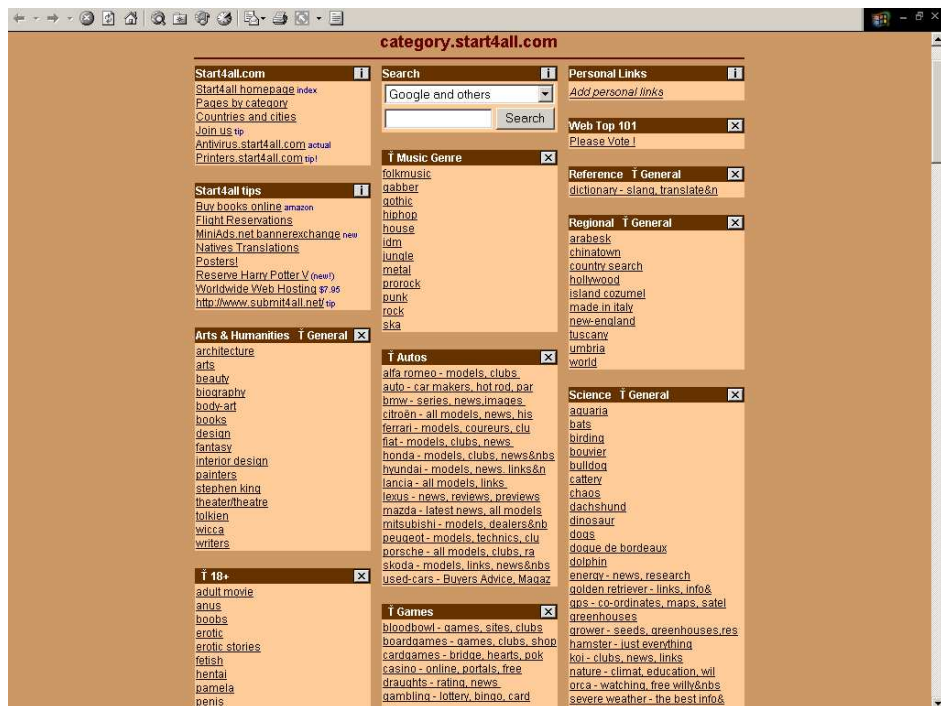 category.start4all.com
Start4all.com
Start4all homepage index
Pages by category
Countries and cities
Join us tip
Antivirus.start4all.com actual
Printers.start4all.com tip!
Start4all tips
Buy books online amazon
Flight Reservations
MiniAds.net bannerexchange new
Natives Translations
Posters!
Reserve Harry Potter V (new!)
Worldwide Web Hosting $7.95
http://www.submit4all.net/ tip
Arts & Humanities Ť General
architecture
arts
beauty
biography
body-art
books
design
fantasy
interior design
painters
stephen king
theater/theatre
tolkien
wicca
writers
Ť 18+
adult movie
anus
boobs
erotic
erotic stories
fetish
hentai
pamela
penis
Search
Google and others
Search
Ť Music Genre
folkmusic
gabber
gothic
hiphop
house
idm
jungle
metal
prorock
punk
rock
ska
Ť Autos
alfa romeo - models, clubs
auto - car makers, hot rod, par
bmw - series, news,images
citroën - all models, news, his
ferrari - models, coureurs, clu
fiat - models, clubs, news
honda - models, clubs, news&nbs
hyundai - models, news. links&n
lancia - all models, links
lexus - news, reviews, previews
mazda - latest news, all models
mitsubishi - models, dealers&nb
peugeot - models, technics, clu
porsche - all models, clubs, ra
skoda - models, links, news&nbs
used-cars - Buyers Advice, Magaz
Ť Games
bloodbowl - games, sites, clubs
boardgames - games, clubs, shop
cardgames - bridge, hearts, pok
casino - online, portals, free
draughts - rating, news
gambling - lottery, bingo, card
Personal Links
Add personal links
Web Top 101
Please Vote !
Reference Ť General
dictionary - slang, translate&n
Regional Ť General
arabesk
chinatown
country search
hollywood
island cozumel
made in italy
new-england
tuscany
umbria
world
Science Ť General
aquaria
bats
birding
bouvier
bulldog
cattery
chaos
dachshund
dinosaur
dogs
dogue de bordeaux
dolphin
energy - news, research
golden retriever - links, info&
gps - co-ordinates, maps, satel
greenhouses
grower - seeds, greenhouses,res
hamster - just everything
koi - clubs, news, links
nature - climat, education, wil
orca - watching, free willy&nbs
severe weather - the best info&